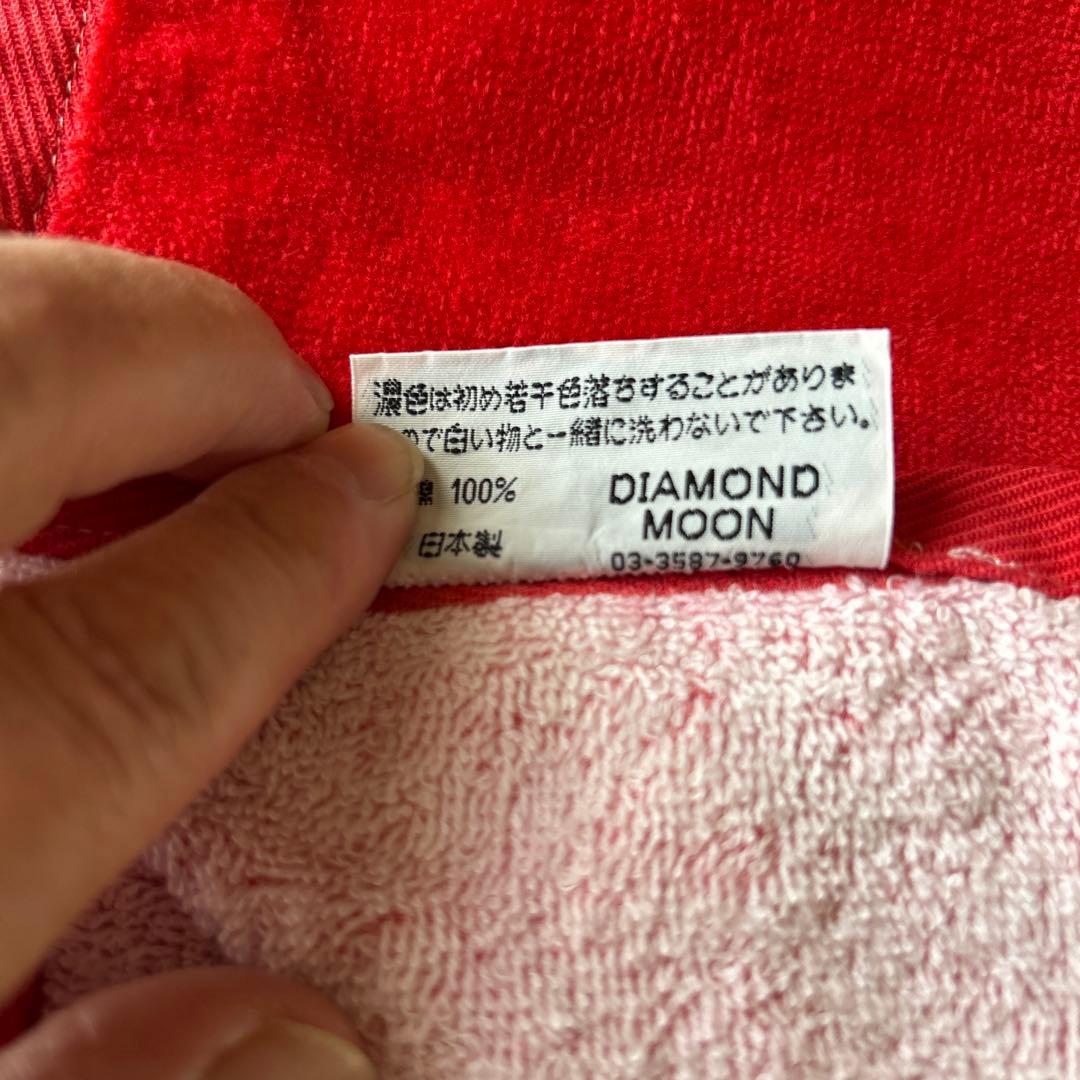 濃色は初め若干色落ちすることがありま
ので白い物と一緒に洗わないで下さい。
綿 100%
DIAMOND
MOON
日本製
03-3587-9760